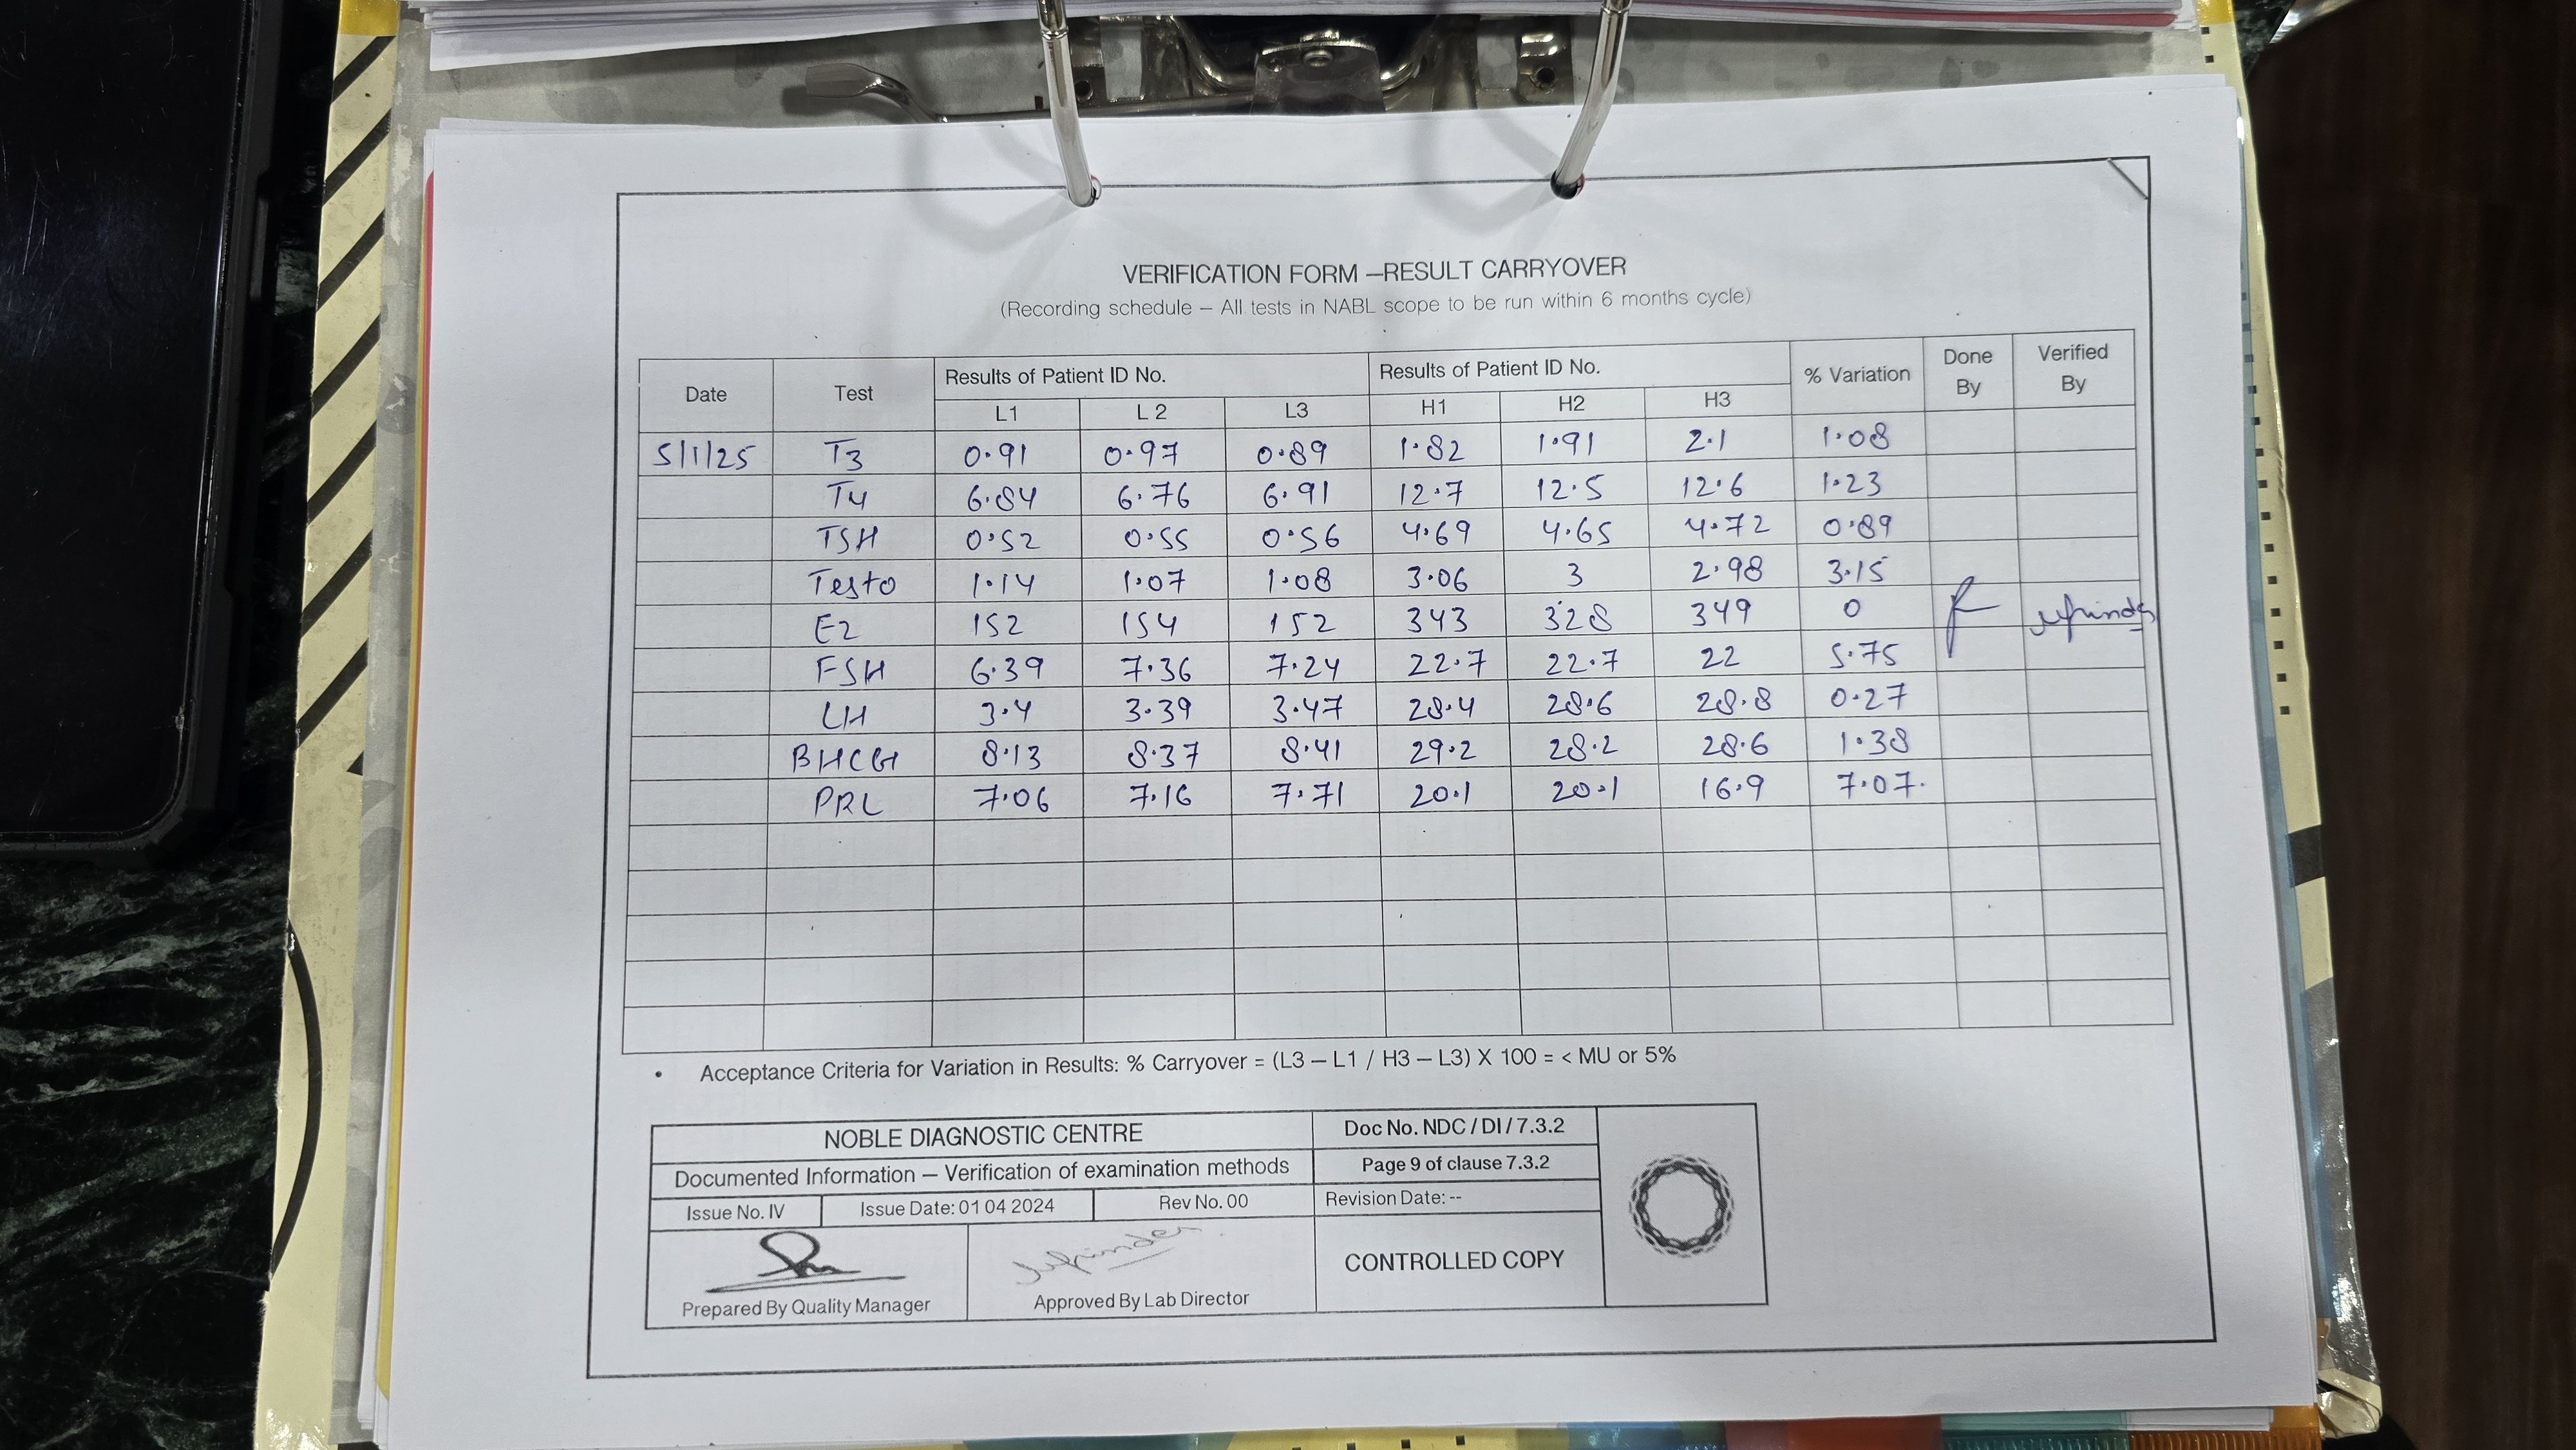 VERIFICATION FORM –RESULT CARRYOVER
(Recording schedule – All tests in NABL scope to be run within 6 months cycle)
Date Test Results of Patient ID No. Results of Patient ID No. % Variation Done By Verified By
L1 L 2 L3 H1 H2 H3
5/1/25 T3 0.91 0.97 0.89 1.82 1.91 2.1 1.08
T4 6.84 6.76 6.91 12.7 12.5 12.6 1.23
TSH 0.52 0.55 0.56 4.69 4.65 4.72 0.89
Testo 1.14 1.07 1.08 3.06 3 2.98 3.15
E2 152 154 152 343 328 349 0
FSH 6.39 7.36 7.24 22.7 22.7 22 5.75
LH 3.4 3.39 3.47 28.4 28.6 28.8 0.27
BHCG 8.13 8.37 8.41 29.2 28.2 28.6 1.38
PRL 7.06 7.16 7.71 20.1 20.1 16.9 7.07.
• Acceptance Criteria for Variation in Results: % Carryover = (L3 – L1 / H3 – L3) X 100 = < MU or 5%
NOBLE DIAGNOSTIC CENTRE
Doc No. NDC / DI / 7.3.2
Documented Information – Verification of examination methods
Page 9 of clause 7.3.2
Issue No. IV Issue Date: 01 04 2024 Rev No. 00 Revision Date: --
Prepared By Quality Manager Approved By Lab Director CONTROLLED COPY